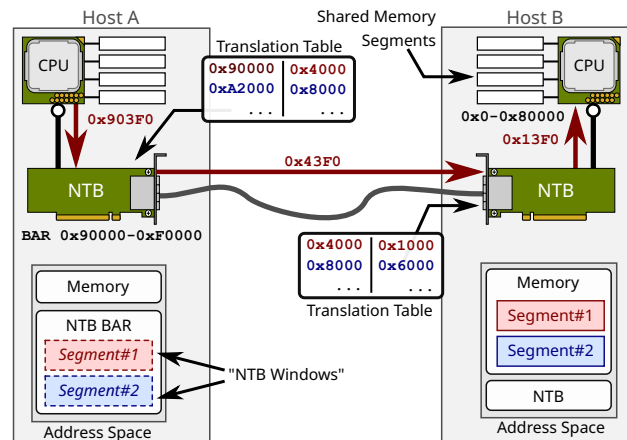 Host A
Host B
Shared Memory
Segments
Translation Table
0x90000 0x4000
0xA2000 0x8000
... ...
CPU
CPU
0x903F0
0x0-0x80000
0x13F0
0x43F0
NTB
NTB
BAR 0x90000-0xF0000
0x4000 0x1000
0x8000 0x6000
... ...
Translation Table
Memory
NTB BAR
Segment#1
Segment#2
Address Space
"NTB Windows"
Memory
Segment#1
Segment#2
NTB
Address Space